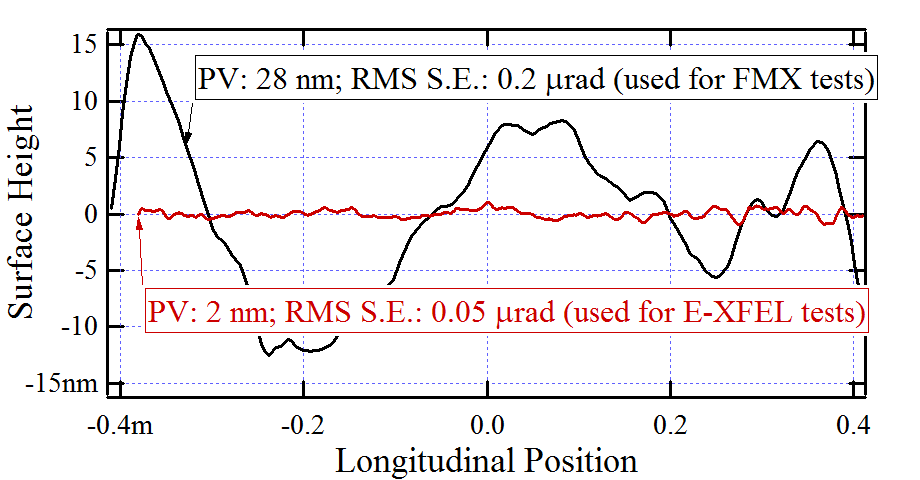 15
PV: 28 nm; RMS S.E.: 0.2 μrad (used for FMX tests)
10
5
0
-5
PV: 2 nm; RMS S.E.: 0.05 μrad (used for E-XFEL tests)
-10
-15nm
Surface Height
-0.4m -0.2 0.0 0.2 0.4
Longitudinal Position